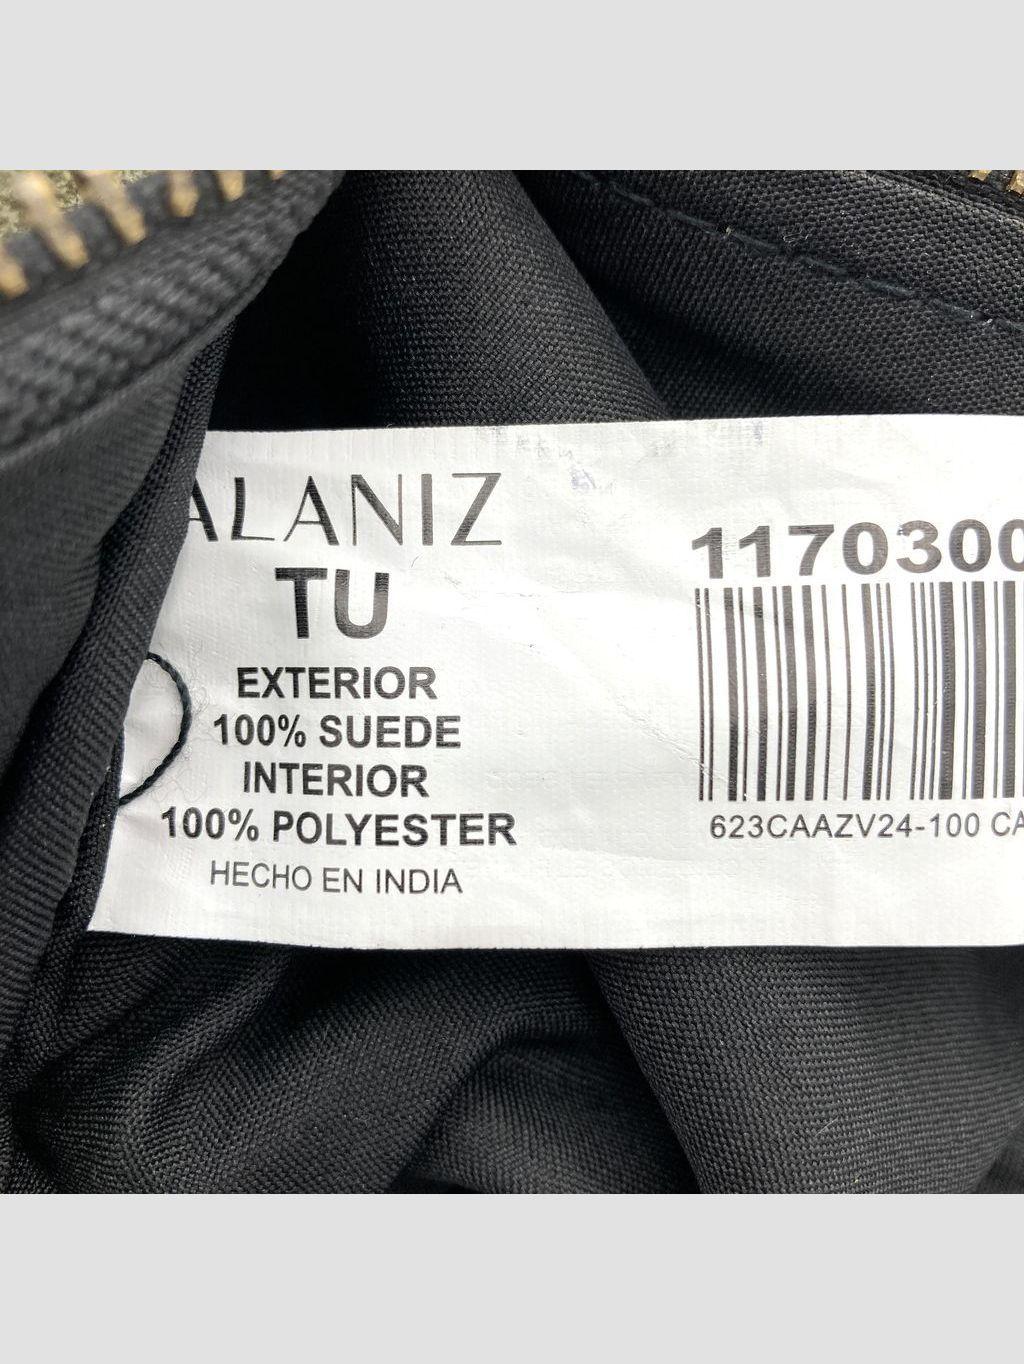 ALANIZ
TU
EXTERIOR
100% SUEDE
INTERIOR
100% POLYESTER
HECHO EN INDIA
1170300
623CAAZV24-100 CA